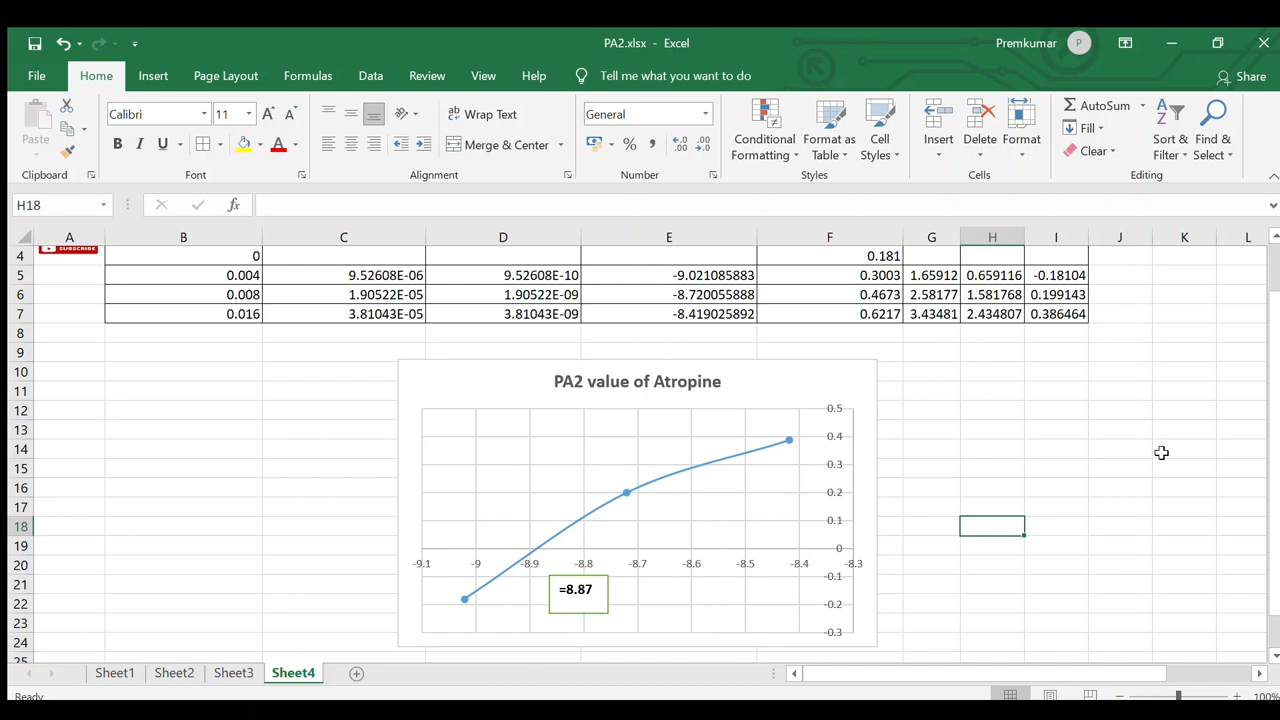 PA2.xlsx - Excel
Premkumar P
File Home Insert Page Layout Formulas Data Review View Help Tell me what you want to do Share
Paste
Calibri 11
B I U A
Wrap Text
Merge & Center
General
% ,
Conditional Formatting
Format as Table
Cell Styles
Insert Delete Format
AutoSum
Fill
Clear
Sort & Filter
Find & Select
Clipboard Font Alignment Number Styles Cells Editing
H18 fx
A B C D E F G H I J K L
SUBSCRIBE
4 0 0.181
5 0.004 9.52608E-06 9.52608E-10 -9.021085883 0.3003 1.65912 0.659116 -0.18104
6 0.008 1.90522E-05 1.90522E-09 -8.720055888 0.4673 2.58177 1.581768 0.199143
7 0.016 3.81043E-05 3.81043E-09 -8.419025892 0.6217 3.43481 2.434807 0.386464
8
9
10
11
12
13
14
15
16
17
18
19
20
21
22
23
24
25
PA2 value of Atropine
0.5
0.4
0.3
0.2
0.1
0
-9.1 -9 -8.9 -8.8 -8.7 -8.6 -8.5 -8.4 -8.3
-0.1
=8.87
-0.2
-0.3
Sheet1 Sheet2 Sheet3 Sheet4
Ready 100%